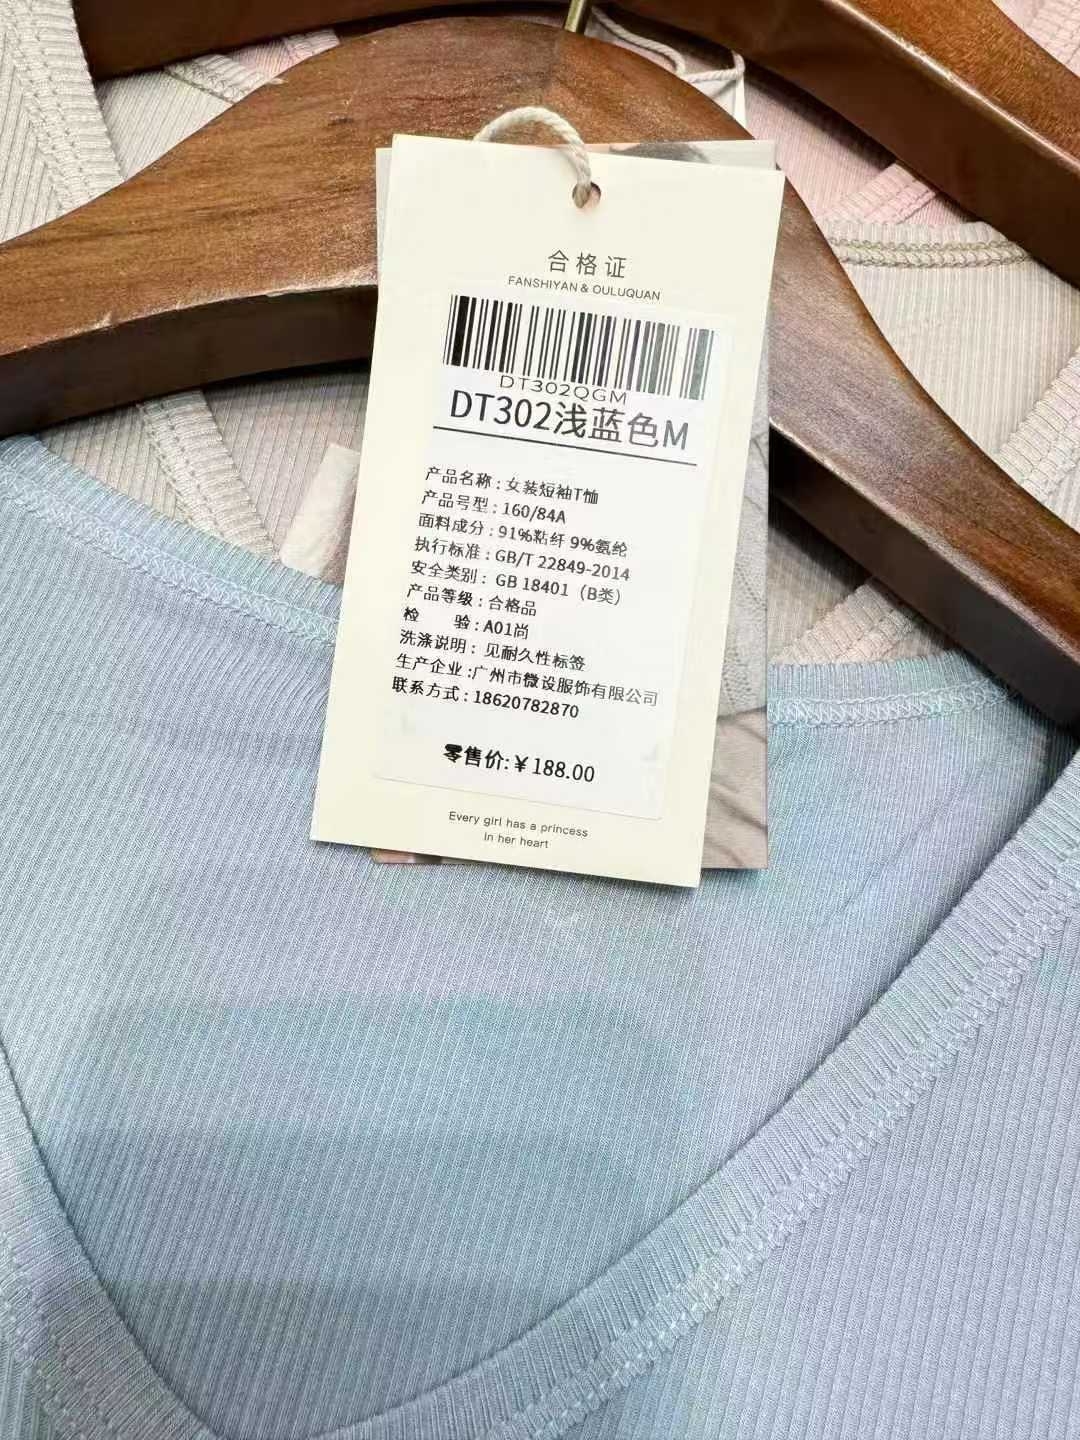 合格证
FANSHIYAN & OULUQUAN
DT302QGM
DT302浅蓝色M
产品名称：女装短袖T恤
产品号型：160/84A
面料成分：91%粘纤 9%氨纶
执行标准：GB/T 22849-2014
安全类别：GB 18401（B类）
产品等级：合格品
检　验：A01尚
洗涤说明：见耐久性标签
生产企业:广州市微设服饰有限公司
联系方式：18620782870
零售价:￥188.00
Every girl has a princess
in her heart